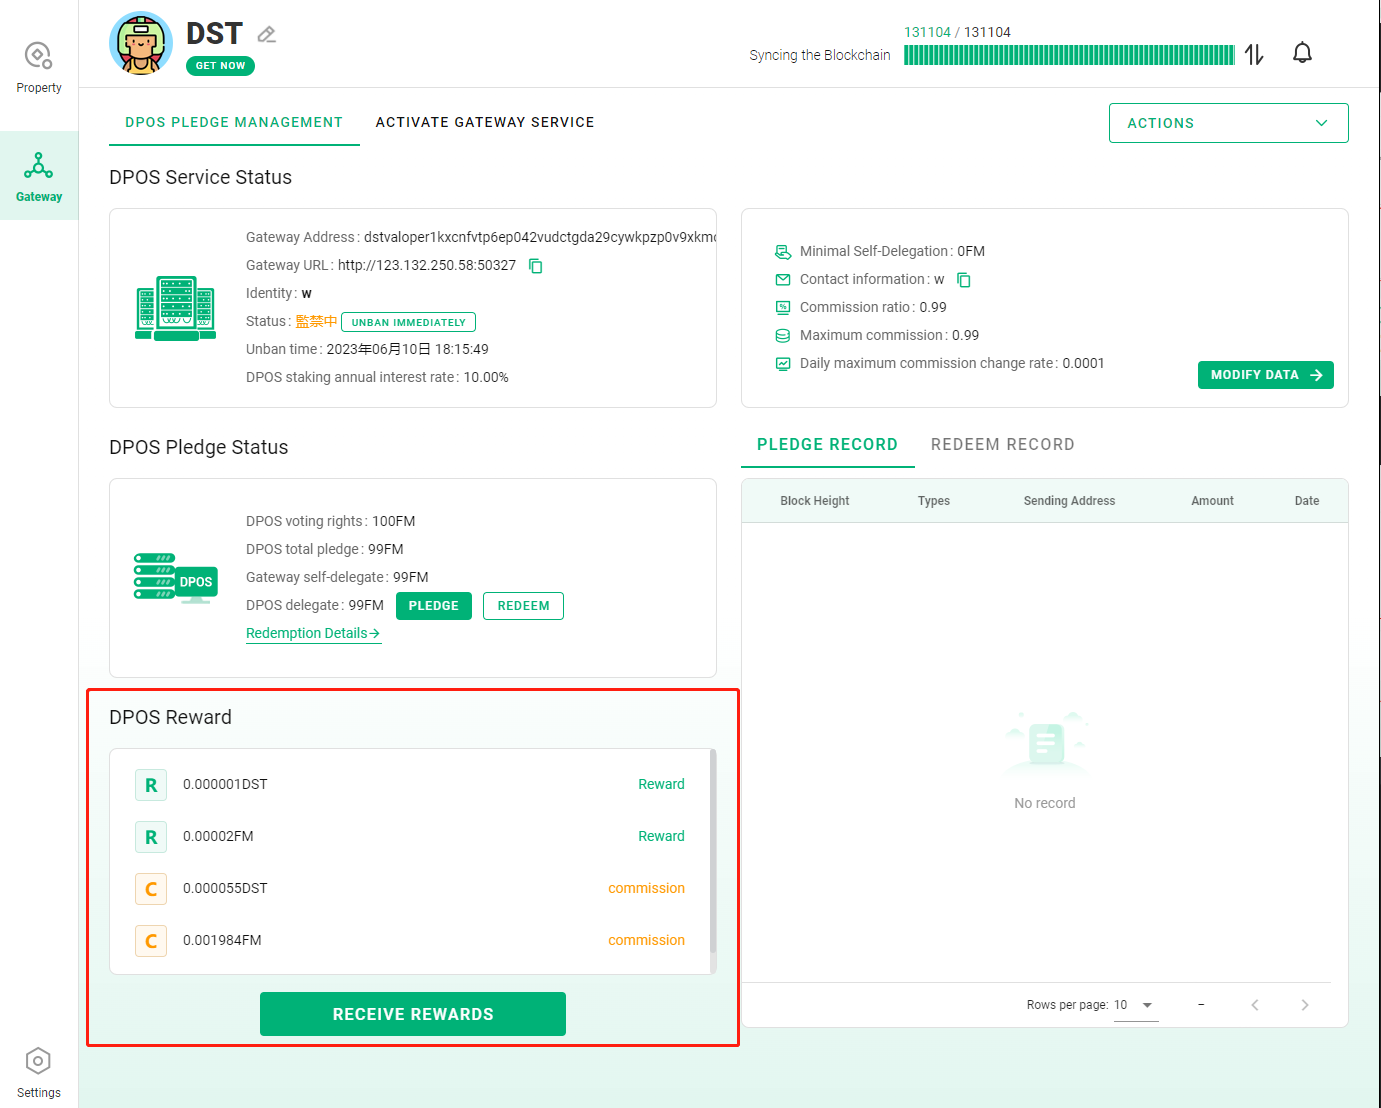 DST
GET NOW
Syncing the Blockchain
131104 / 131104
Property
Gateway
Settings
DPOS PLEDGE MANAGEMENT
ACTIVATE GATEWAY SERVICE
ACTIONS
DPOS Service Status
Gateway Address : dstvaloper1kxcnfvtp6ep042vudctgda29cywkpzp0v9xkm
Gateway URL : http://123.132.250.58:50327
Identity : w
Status : 監禁中 UNBAN IMMEDIATELY
Unban time : 2023年06月10日 18:15:49
DPOS staking annual interest rate : 10.00%
Minimal Self-Delegation : 0FM
Contact information : w
% Commission ratio : 0.99
Maximum commission : 0.99
Daily maximum commission change rate : 0.0001
MODIFY DATA
DPOS Pledge Status
DPOS
DPOS voting rights : 100FM
DPOS total pledge : 99FM
Gateway self-delegate : 99FM
DPOS delegate : 99FM PLEDGE REDEEM
Redemption Details
PLEDGE RECORD REDEEM RECORD
Block Height Types Sending Address Amount Date
No record
Rows per page: 10 –
DPOS Reward
R 0.000001DST Reward
R 0.00002FM Reward
C 0.000055DST commission
C 0.001984FM commission
RECEIVE REWARDS